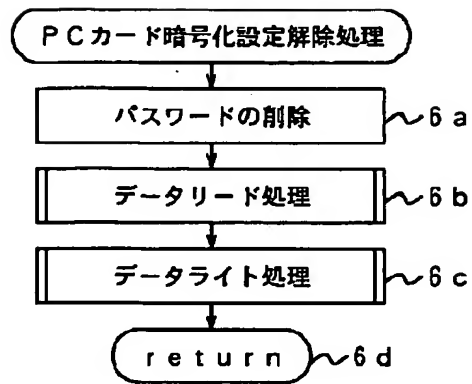 PCカード暗号化設定解除処理
パスワードの削除
6a
データリード処理
6b
データライト処理
6c
return
6d